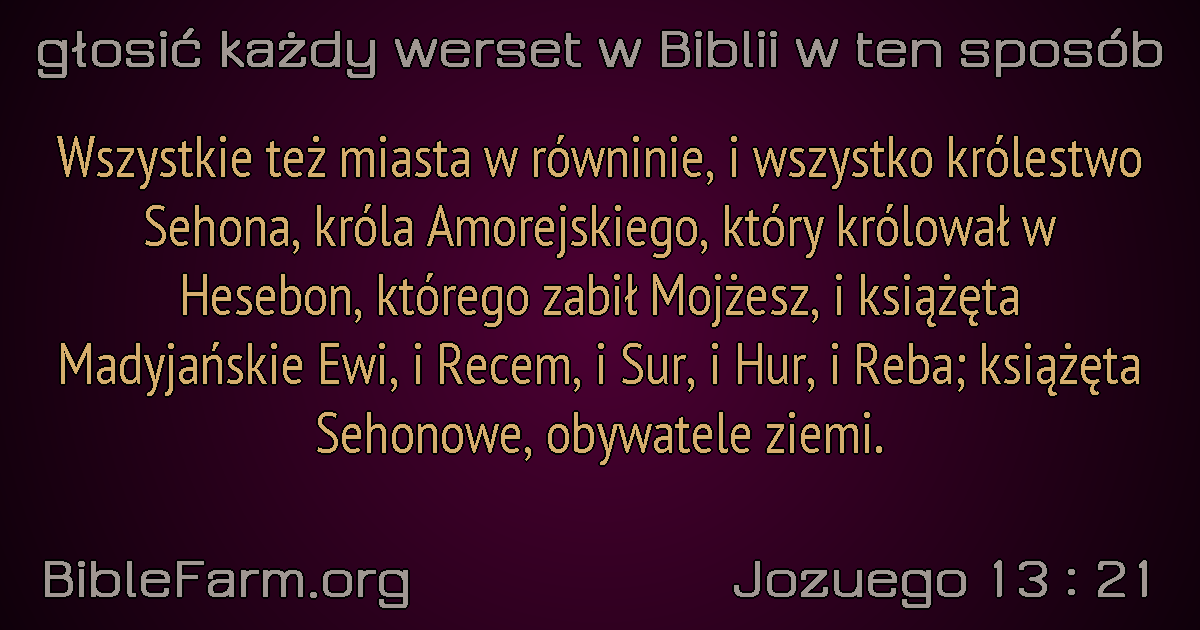 głosić każdy werset w Biblii w ten sposób
Wszystkie też miasta w równinie, i wszystko królestwo
Sehona, króla Amorejskiego, który królował w
Hesebon, którego zabił Mojżesz, i książęta
Madyjańskie Ewi, i Recem, i Sur, i Hur, i Reba; książęta
Sehonowe, obywatele ziemi.
BibleFarm.org
Jozuego 13 : 21